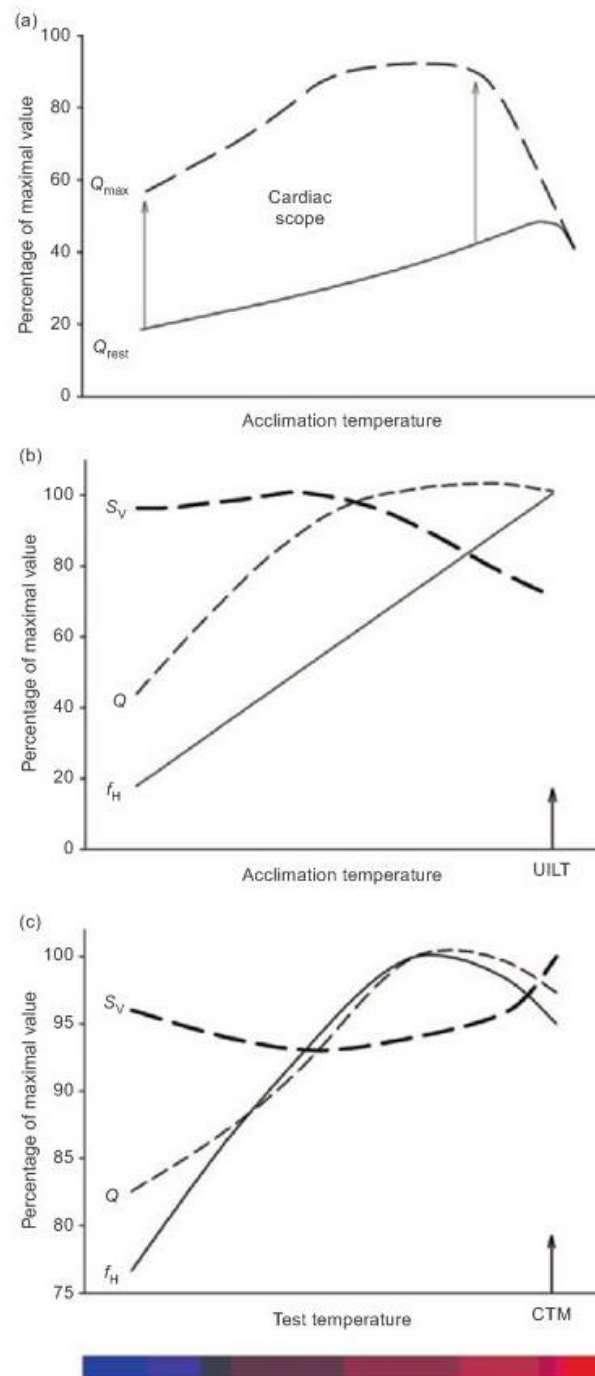 (a)
100
80
60
40
20
0
Percentage of maximal value
Qmax
Qrest
Cardiac
scope
Acclimation temperature
(b)
100
80
60
40
20
0
Percentage of maximal value
SV
Q
fH
Acclimation temperature
UILT
(c)
100
95
90
85
80
75
Percentage of maximal value
SV
Q
fH
Test temperature
CTM